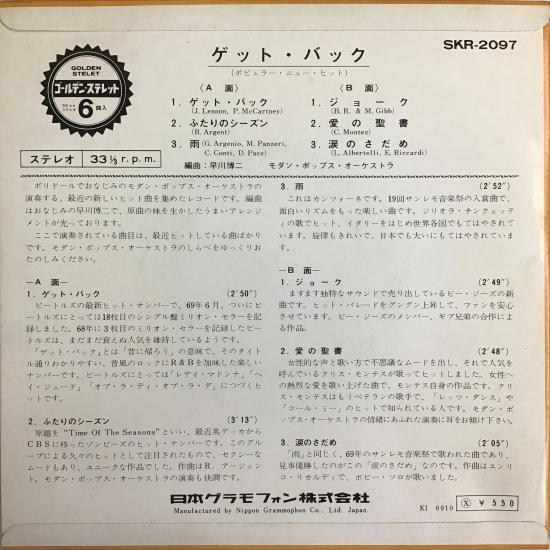 SKR-2097
GOLDEN
STELET
ゴールデン・ステレット
6
曲入
ゲット・バック
(ポピュラー・ニュー・ヒット)
〈A 面〉
1. ゲット・バック
(J. Lennon, P. McCartney)
2. ふたりのシーズン
(R. Argent)
3. 雨 (G. Argenio, M. Panzeri,
C. Conti, D. Pace)
〈B 面〉
1. ジョーク
(B. R. & M. Gibb)
2. 愛の聖書
(C. Montez)
3. 涙のさだめ
(L. Albertelli, E. Riccardi)
編曲:早川博二 モダン・ポップス・オーケストラ
ステレオ 33 1/3 r.p.m.
ポリドールでおなじみのモダン・ポップス・オーケストラの
演奏する、最近の新しいヒット曲を集めたレコードです。編曲
はおなじみの早川博二で、原曲の味を生かしたうまいアレンジ
メントが光っております。
ここで演奏されている曲目は、最近ヒットしている曲ばかり
です。モダン・ポップス・オーケストラのしらべをゆっくりお
たのしみください。
—A面—
1. ゲット・バック (2'50")
ビートルズの最新ヒット・ナンバーで、69年6月、ついにビ
ートルズにとっては18枚目のシングル盤ミリオン・セラーを記
録しました。68年に3枚目のミリオン・セラーを記録したビー
トルズは、まだまだ衰えぬ人気を維持しているようです。
「ゲット・バック」とは「昔に帰ろう」の意味で、そのタイト
ル通りわかりやすい、昔風のロックにR&Bを加味した楽しい
ナンバーです。ビートルズにとっては「レディ・マドンナ」「ヘ
イ・ジュード」「オブ・ラ・ディ・オブ・ラ・ダ」につづくヒッ
トです。
2. ふたりのシーズン (3'13")
原題を“Time Of The Seasons”といい、最近英デッカから
CBSに移ったゾンビーズのヒット・ナンバーです。このグル
ープによる久々のヒットとして注目されたもので、セクシーな
ムードもあり、ユニークな作品でした。作曲はR. アージェン
ト。モダン・ポップス・オーケストラの演奏も快調です。
3. 雨 (2'52")
これはカンツォーネです。19回サンレモ音楽祭の入賞曲で、
面白いリズムをもった楽しい曲です。ジリオラ・チンクェッテ
ィの歌でヒット、イタリーをはじめ世界各国でもてはやされて
います。旋律もきれいで、日本でも大いにもてはやされていま
す。
—B面—
1. ジョーク (2'49")
ますます独特なサウンドで売り出しているビー・ジーズの新
曲です。ヒット・パレードをグングン上昇して、ファンを安心
させています。ビー・ジーズのメンバー、ギブ兄弟の合作によ
る作品。
2. 愛の聖書 (2'48")
女性的な声と歌い方で不思議なムードを出し、それで人気を
呼んでいるクリス・モンテスが歌ってヒットしました。女性へ
の熱烈な愛を歌い上げた曲で、モンテス自身の作品です。クリ
ス・モンテスはもうベテランの歌手で、「レッツ・ダンス」や
「コール・ミー」のヒットで知られている人です。モダン・ポッ
プス・オーケストラの情緒にあふれた演奏に耳をお傾け下さい。
3. 涙のさだめ (2'05")
「雨」と同じく、69年のサンレモ音楽祭で歌われた曲であり、
見事優勝したのがこの「涙のさだめ」なのです。作曲はエンリ
コ・リカルディで、ボビー・ソロが歌いました。
日本グラモフォン株式会社
Manufactured by Nippon Grammophon Co., Ltd. Japan.
KI 6910 Ⓧ ¥550